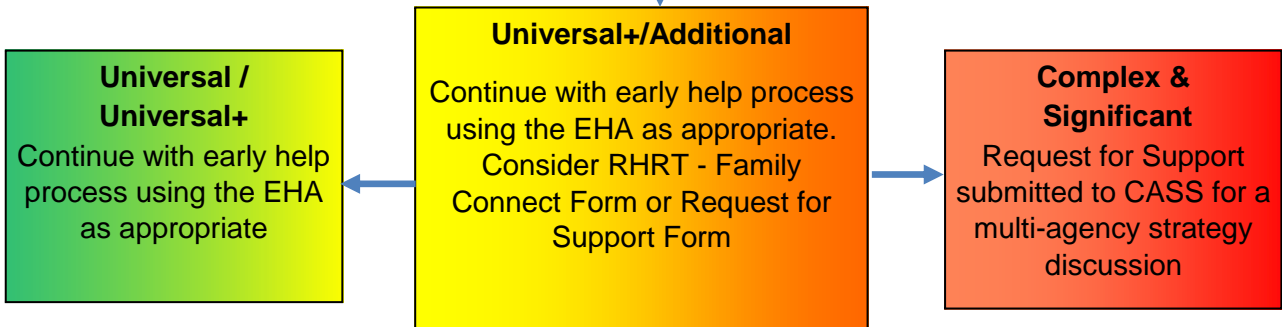 Universal /
Universal+
Continue with early help
process using the EHA
as appropriate
Universal+/Additional
Continue with early help process
using the EHA as appropriate.
Consider RHRT - Family
Connect Form or Request for
Support Form
Complex &
Significant
Request for Support
submitted to CASS for a
multi-agency strategy
discussion